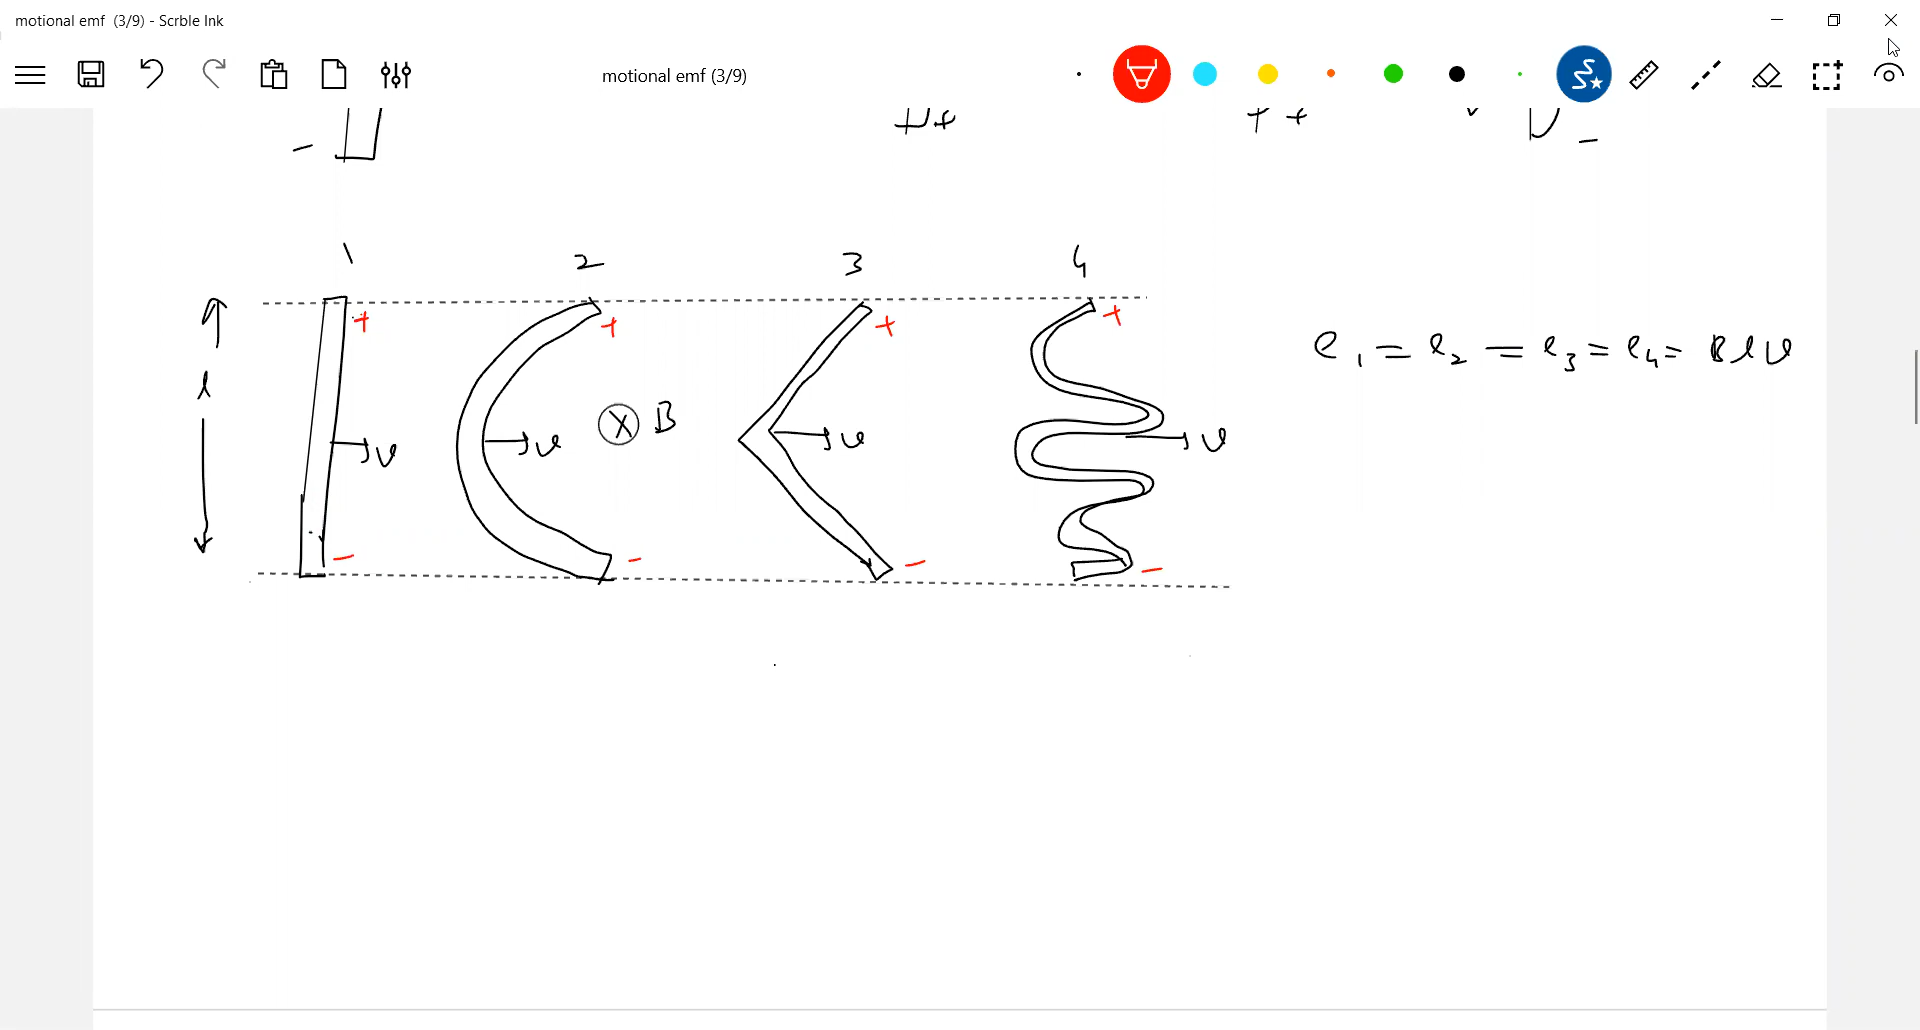 motional emf (3/9) - Scrble Ink
motional emf (3/9)
1 2 3 4
+ + + +
l
e₁ = e₂ = e₃ = e₄ = Blv
→v →v ⓧ B →v →v
- - - -